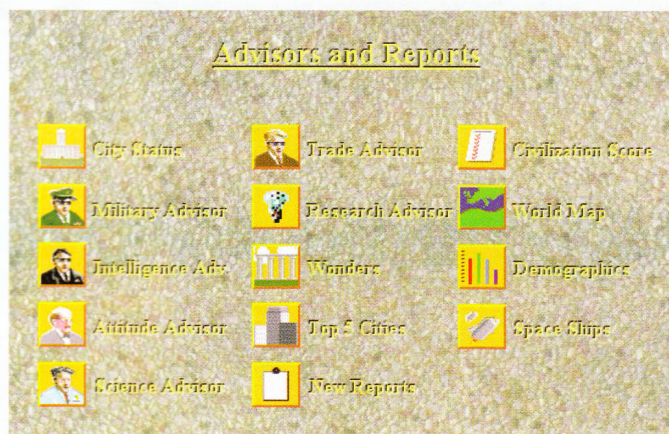 Advisors and Reports
City Status
Military Advisor
Intelligence Adv.
Attitude Advisor
Science Advisor
Trade Advisor
Research Advisor
Wonders
Top 5 Cities
New Reports
Civilization Score
World Map
Demographics
Space Ships